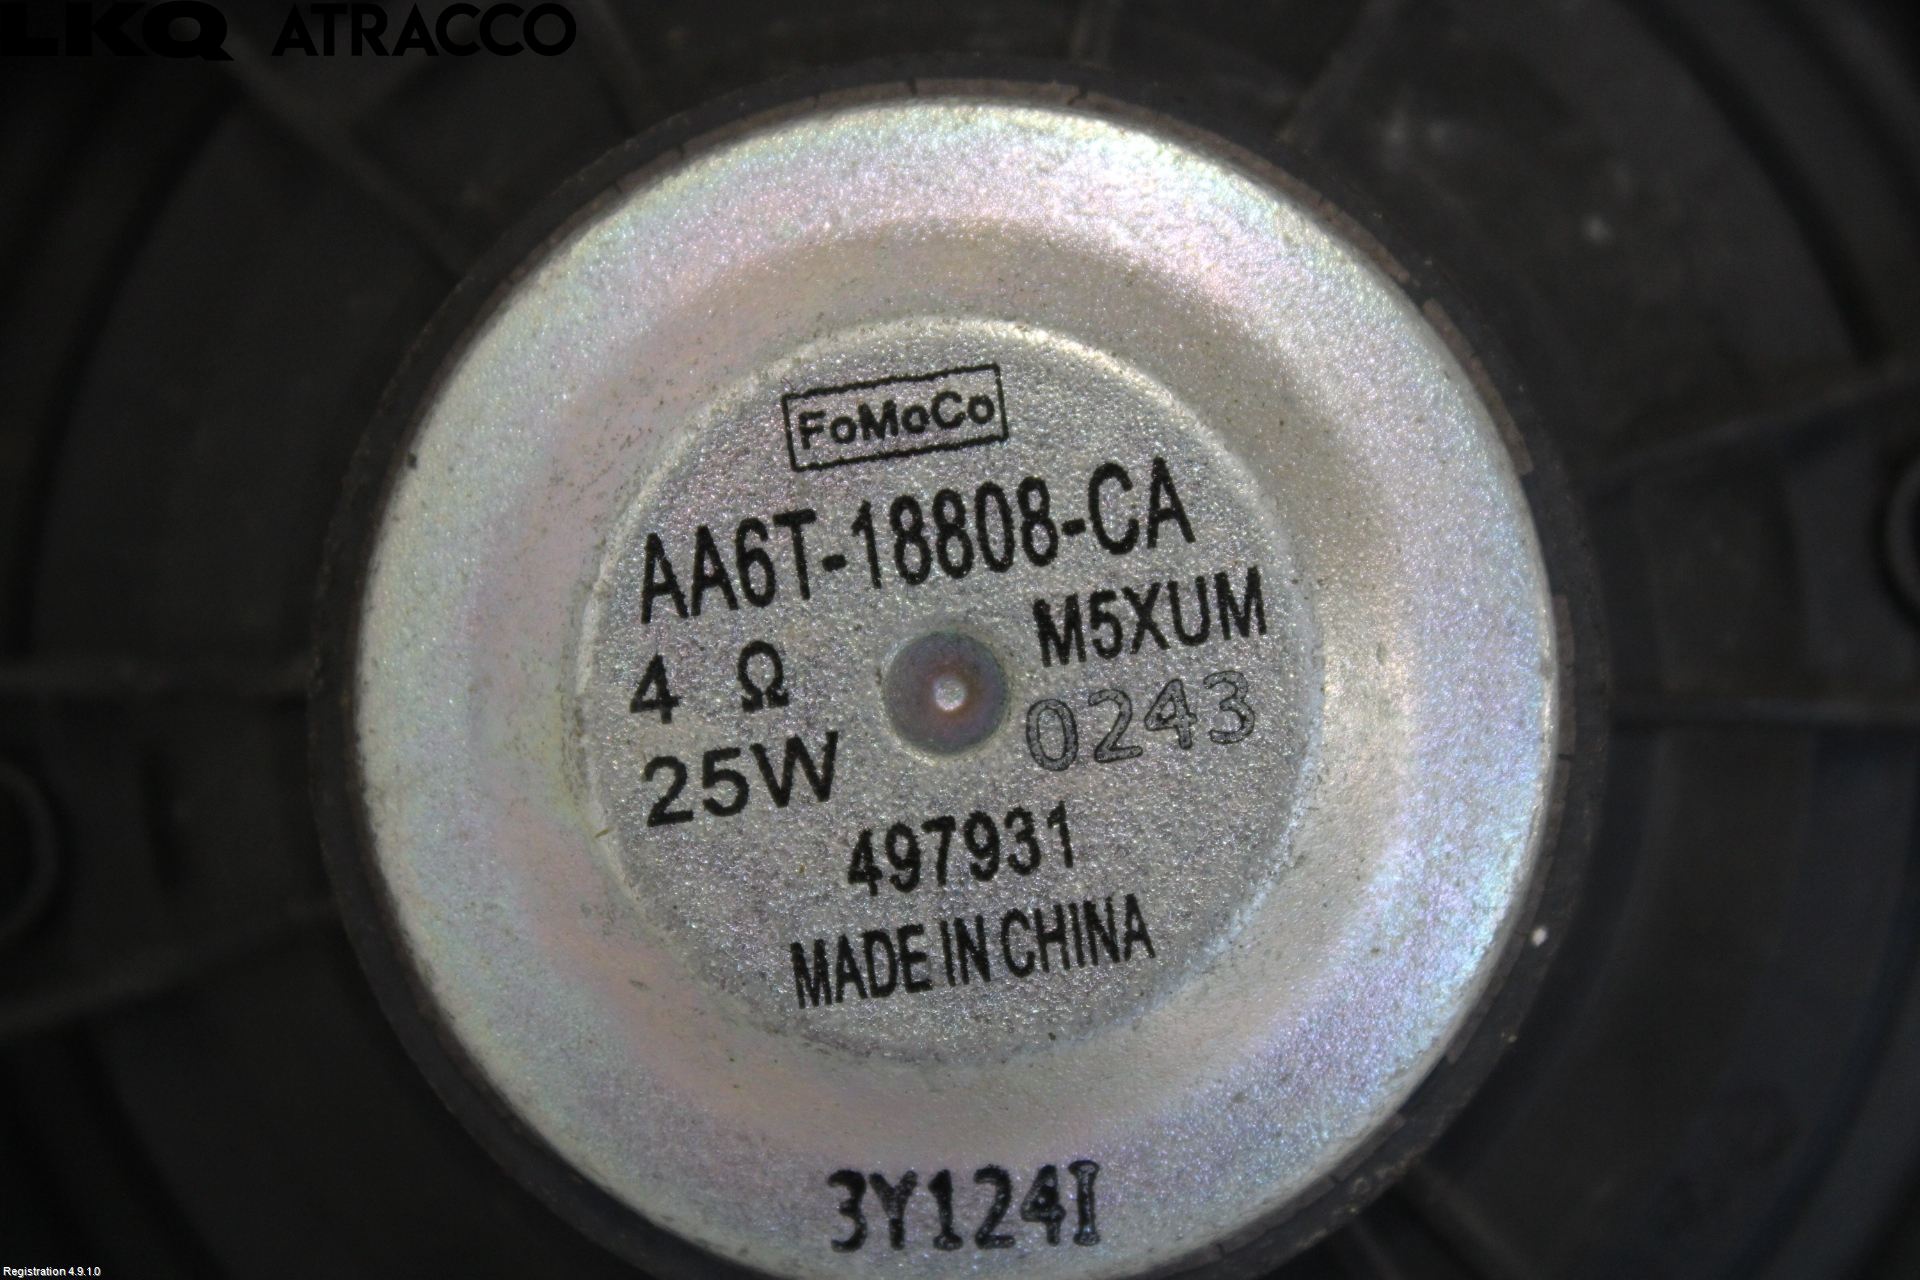 LKQ ATRACCO
FoMoCo
AA6T-18808-CA
4 Ω M5XUM
25W 0243
497931
MADE IN CHINA
3Y124I
Registration 4.9.1.0